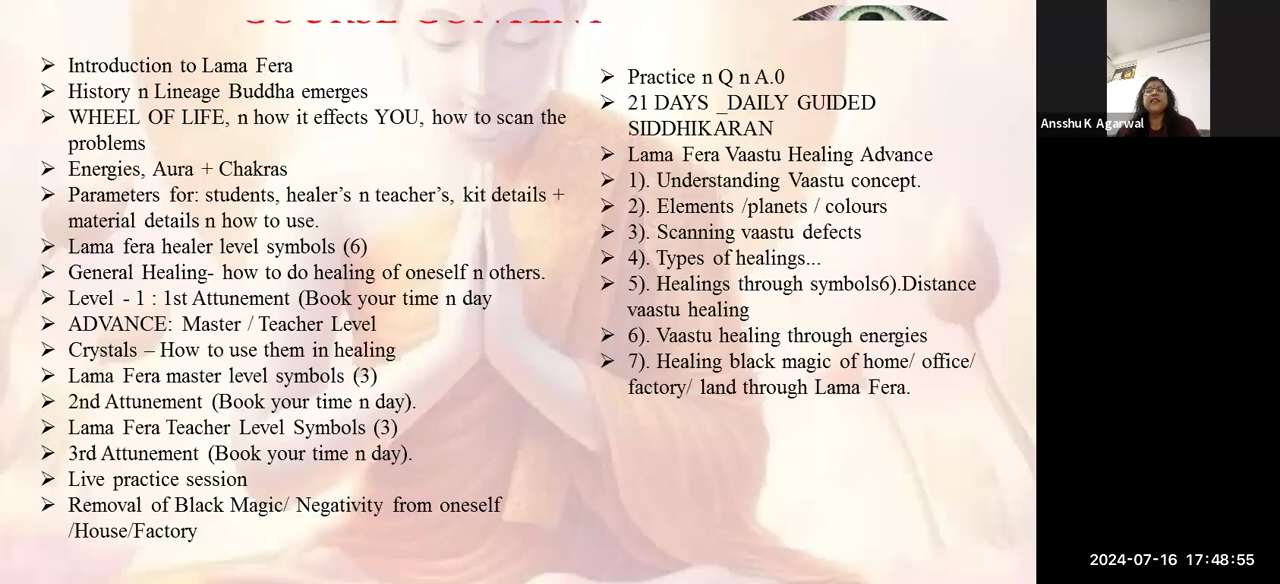 COURSE CONTENT
Introduction to Lama Fera
History n Lineage Buddha emerges
WHEEL OF LIFE, n how it effects YOU, how to scan the
problems
Energies, Aura + Chakras
Parameters for: students, healer’s n teacher’s, kit details +
material details n how to use.
Lama fera healer level symbols (6)
General Healing- how to do healing of oneself n others.
Level - 1 : 1st Attunement (Book your time n day
ADVANCE: Master / Teacher Level
Crystals – How to use them in healing
Lama Fera master level symbols (3)
2nd Attunement (Book your time n day).
Lama Fera Teacher Level Symbols (3)
3rd Attunement (Book your time n day).
Live practice session
Removal of Black Magic/ Negativity from oneself
/House/Factory
Practice n Q n A.0
21 DAYS _DAILY GUIDED
SIDDHIKARAN
Lama Fera Vaastu Healing Advance
1). Understanding Vaastu concept.
2). Elements /planets / colours
3). Scanning vaastu defects
4). Types of healings...
5). Healings through symbols6).Distance
vaastu healing
6). Vaastu healing through energies
7). Healing black magic of home/ office/
factory/ land through Lama Fera.
Ansshu K Agarwal
2024-07-16 17:48:55